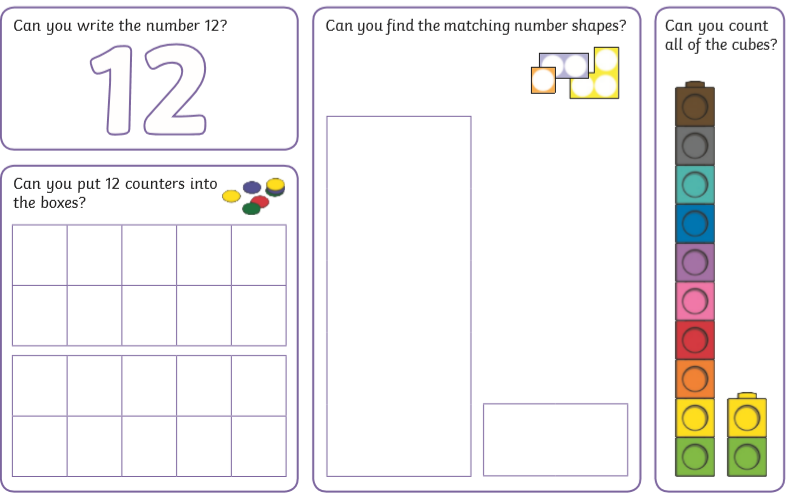 Can you write the number 12?
12
Can you put 12 counters into
the boxes?
Can you find the matching number shapes?
Can you count
all of the cubes?